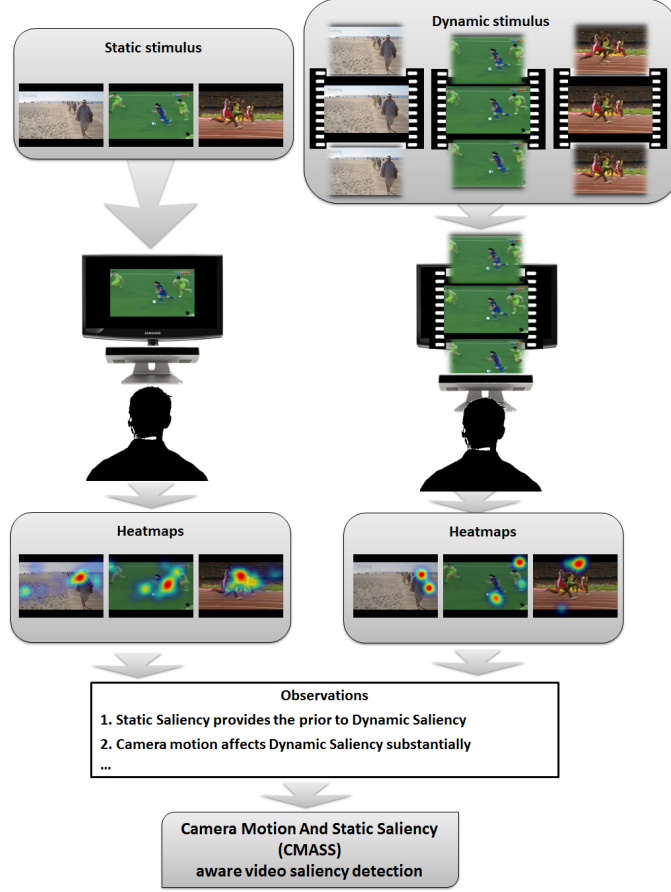 Static stimulus
Dynamic stimulus
SAMSUNG
Heatmaps
Heatmaps
Observations
1. Static Saliency provides the prior to Dynamic Saliency
2. Camera motion affects Dynamic Saliency substantially
...
Camera Motion And Static Saliency
(CMASS)
aware video saliency detection